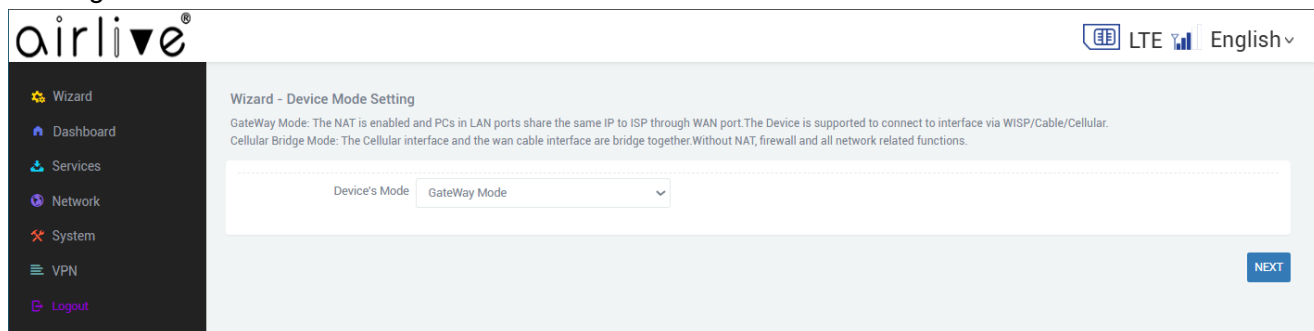 airlive®
LTE English
Wizard
Dashboard
Services
Network
System
VPN
Logout
Wizard - Device Mode Setting
GateWay Mode: The NAT is enabled and PCs in LAN ports share the same IP to ISP through WAN port.The Device is supported to connect to interface via WISP/Cable/Cellular.
Cellular Bridge Mode: The Cellular interface and the wan cable interface are bridge together.Without NAT, firewall and all network related functions.
Device's Mode GateWay Mode
NEXT